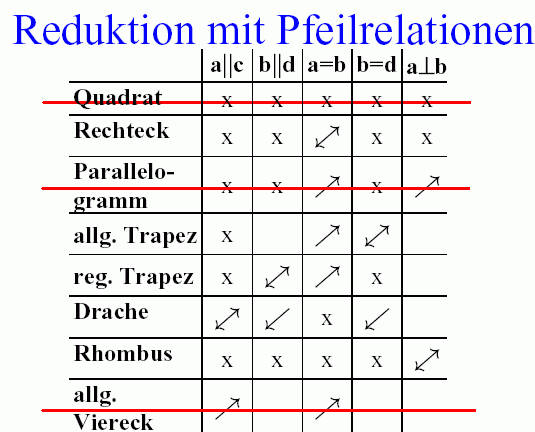 Reduktion mit Pfeilrelationen
a||c b||d a=b b=d a⊥b
Quadrat x x x x x
Rechteck x x ⤢ x x
Parallelo-
gramm x x ↗ x ↗
allg. Trapez x ↗ ⤢
reg. Trapez x ⤢ ↗ x
Drache ⤢ ↙ x ↙
Rhombus x x x x ⤢
allg.
Viereck ↗ ↗